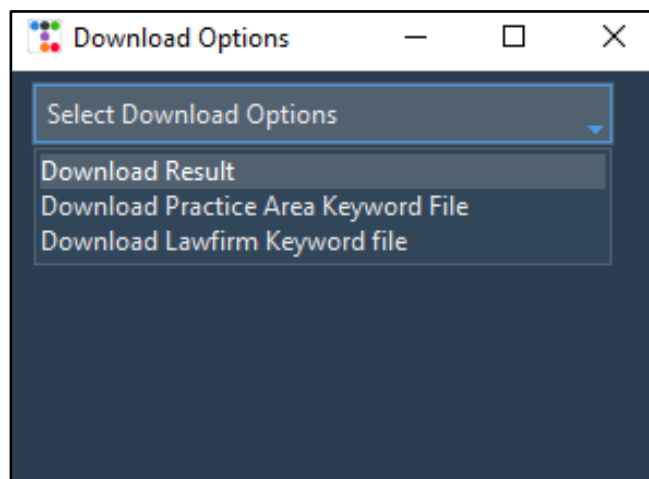 Download Options
Select Download Options
Download Result
Download Practice Area Keyword File
Download Lawfirm Keyword file